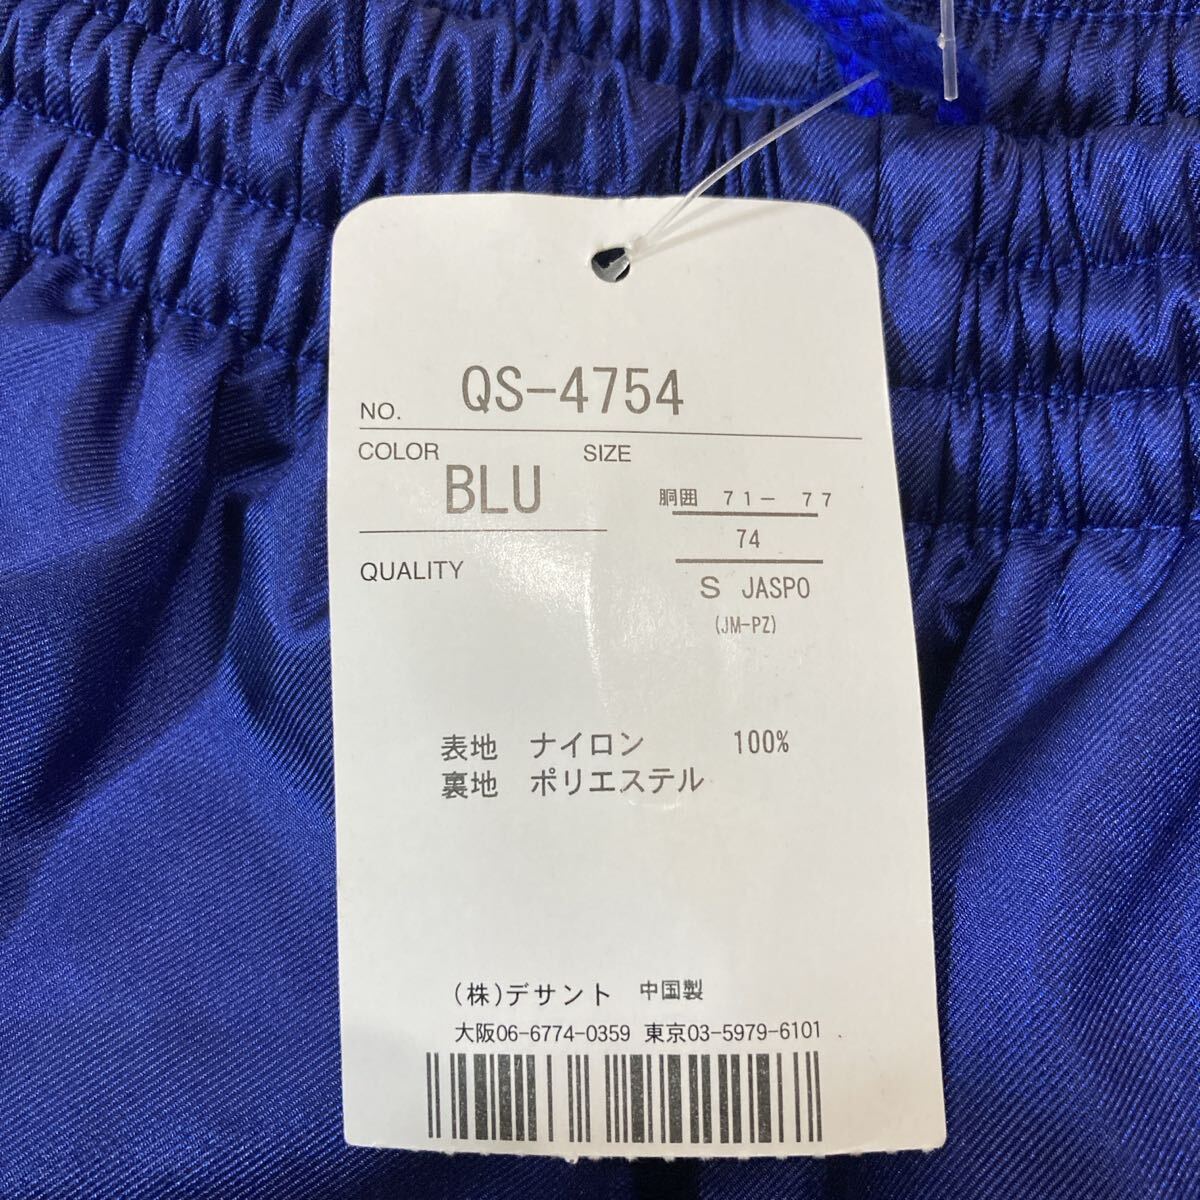 NO. QS-4754
COLOR SIZE
BLU
胴囲 71- 77
74
QUALITY
S JASPO
(JM-PZ)
表地 ナイロン 100%
裏地 ポリエステル
(株)デサント 中国製
大阪06-6774-0359 東京03-5979-6101